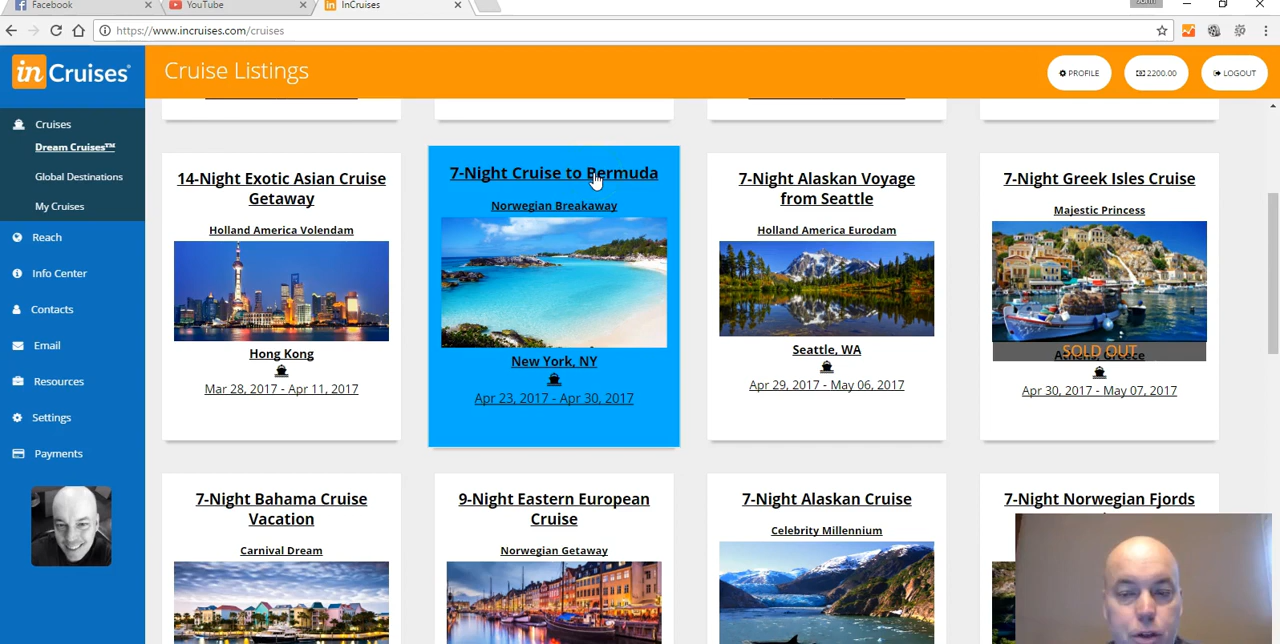 Facebook
YouTube
InCruises
https://www.incruises.com/cruises
in Cruises®
Cruise Listings
PROFILE
2200.00
LOGOUT
Cruises
Dream Cruises™
Global Destinations
My Cruises
Reach
Info Center
Contacts
Email
Resources
Settings
Payments
14-Night Exotic Asian Cruise
Getaway
Holland America Volendam
Hong Kong
Mar 28, 2017 - Apr 11, 2017
7-Night Cruise to Bermuda
Norwegian Breakaway
New York, NY
Apr 23, 2017 - Apr 30, 2017
7-Night Alaskan Voyage
from Seattle
Holland America Eurodam
Seattle, WA
Apr 29, 2017 - May 06, 2017
7-Night Greek Isles Cruise
Majestic Princess
SOLD OUT
Athens, Greece
Apr 30, 2017 - May 07, 2017
7-Night Bahama Cruise
Vacation
Carnival Dream
9-Night Eastern European
Cruise
Norwegian Getaway
7-Night Alaskan Cruise
Celebrity Millennium
7-Night Norwegian Fjords